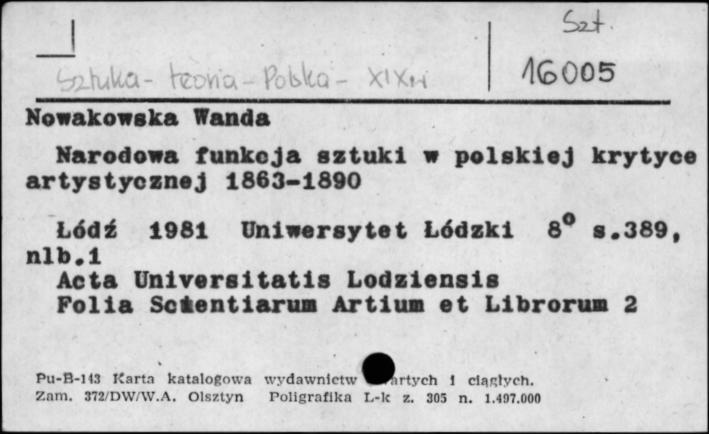 Szt.
Sztuka - teoria - Polska - XIX w
16005
Nowakowska Wanda
Narodowa funkcja sztuki w polskiej krytyce
artystycznej 1863-1890
Łódź 1981 Uniwersytet Łódzki 8° s.389,
nlb.1
Acta Universitatis Lodziensis
Folia Scientiarum Artium et Librorum 2
Pu-B-143 Karta katalogowa wydawnictw artych i ciągłych.
Zam. 372/DW/W.A. Olsztyn Poligrafika L-k z. 305 n. 1.497.000